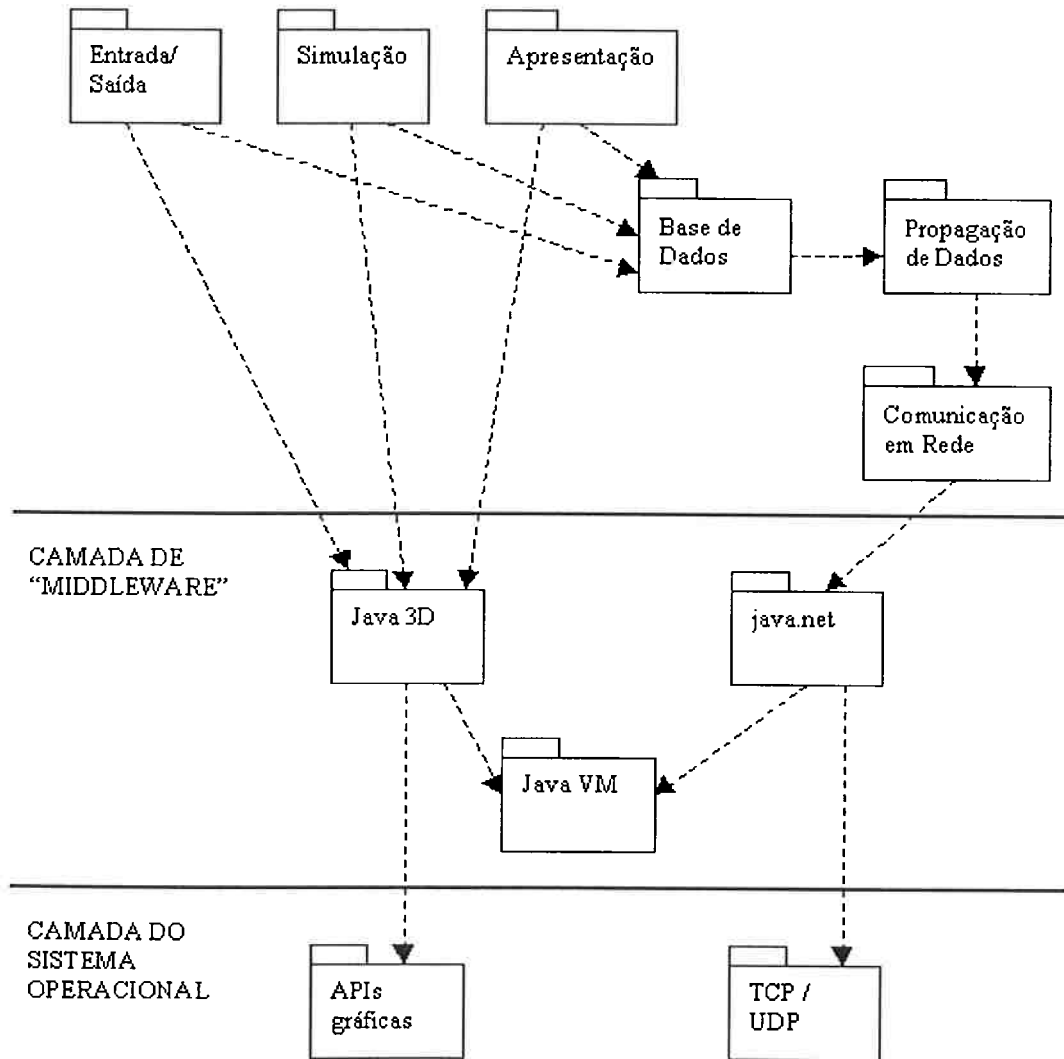 Entrada/
Saída
Simulação
Apresentação
Base de
Dados
Propagação
de Dados
Comunicação
em Rede
CAMADA DE
“MIDDLEWARE”
Java 3D
java.net
Java VM
CAMADA DO
SISTEMA
OPERACIONAL
APIs
gráficas
TCP /
UDP